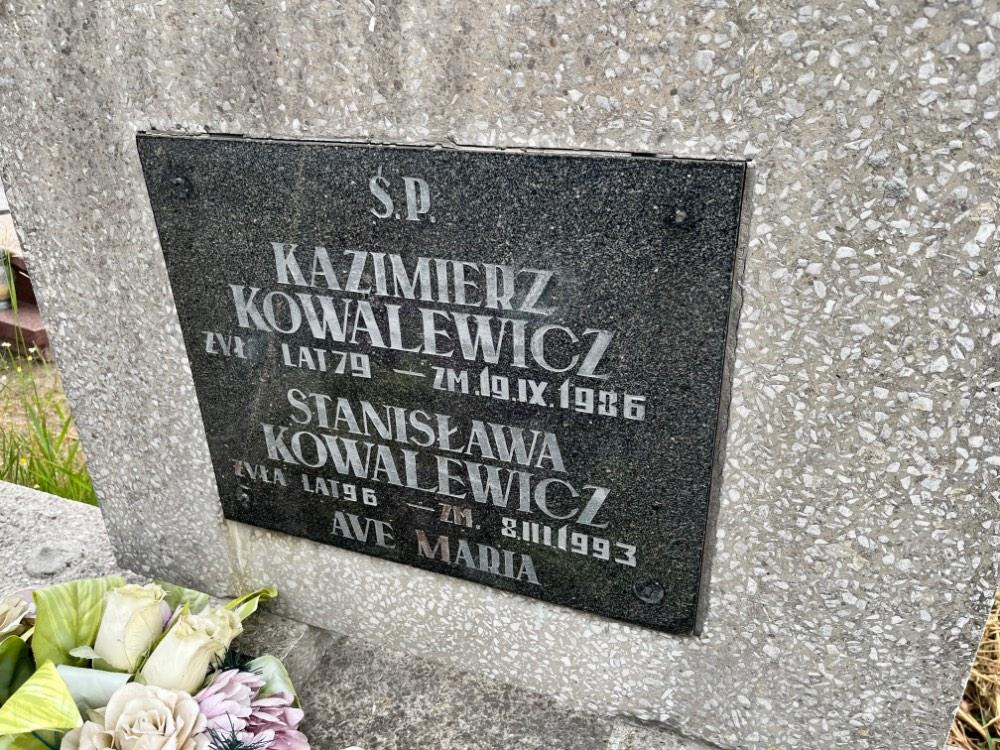 Ś.P.
KAZIMIERZ
KOWALEWICZ
ŻYŁ LAT 79 — ZM. 19.IX.1986
STANISŁAWA
KOWALEWICZ
ŻYŁA LAT 96 — ZM. 8.III.1993
AVE MARIA